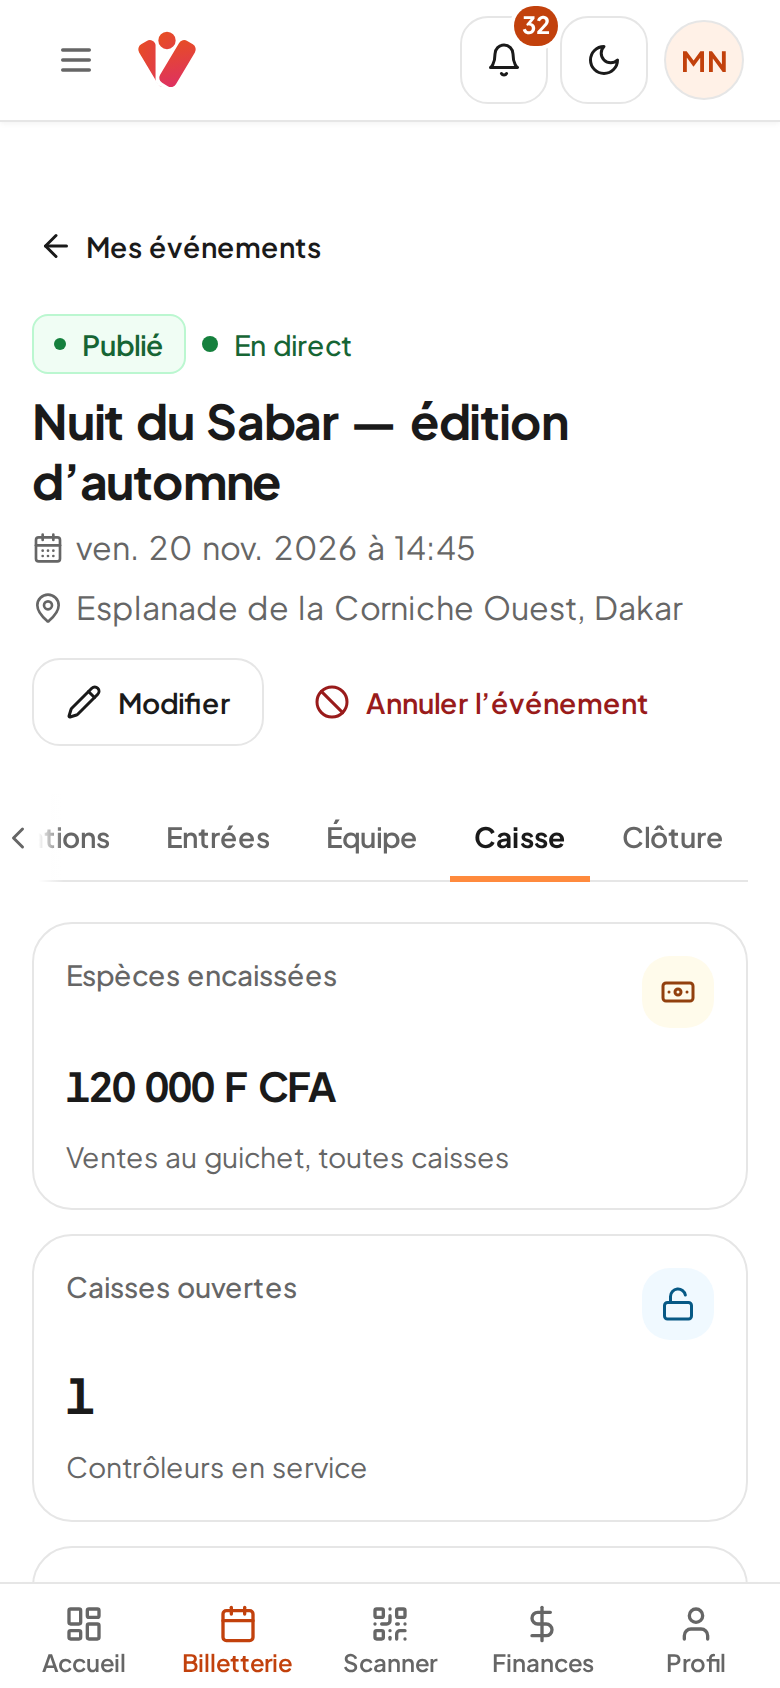 32
MN
Mes événements
Publié
En direct
Nuit du Sabar — édition
d’automne
ven. 20 nov. 2026 à 14:45
Esplanade de la Corniche Ouest, Dakar
Modifier
Annuler l’événement
tions
Entrées
Équipe
Caisse
Clôture
Espèces encaissées
120 000 F CFA
Ventes au guichet, toutes caisses
Caisses ouvertes
1
Contrôleurs en service
Accueil
Billetterie
Scanner
Finances
Profil